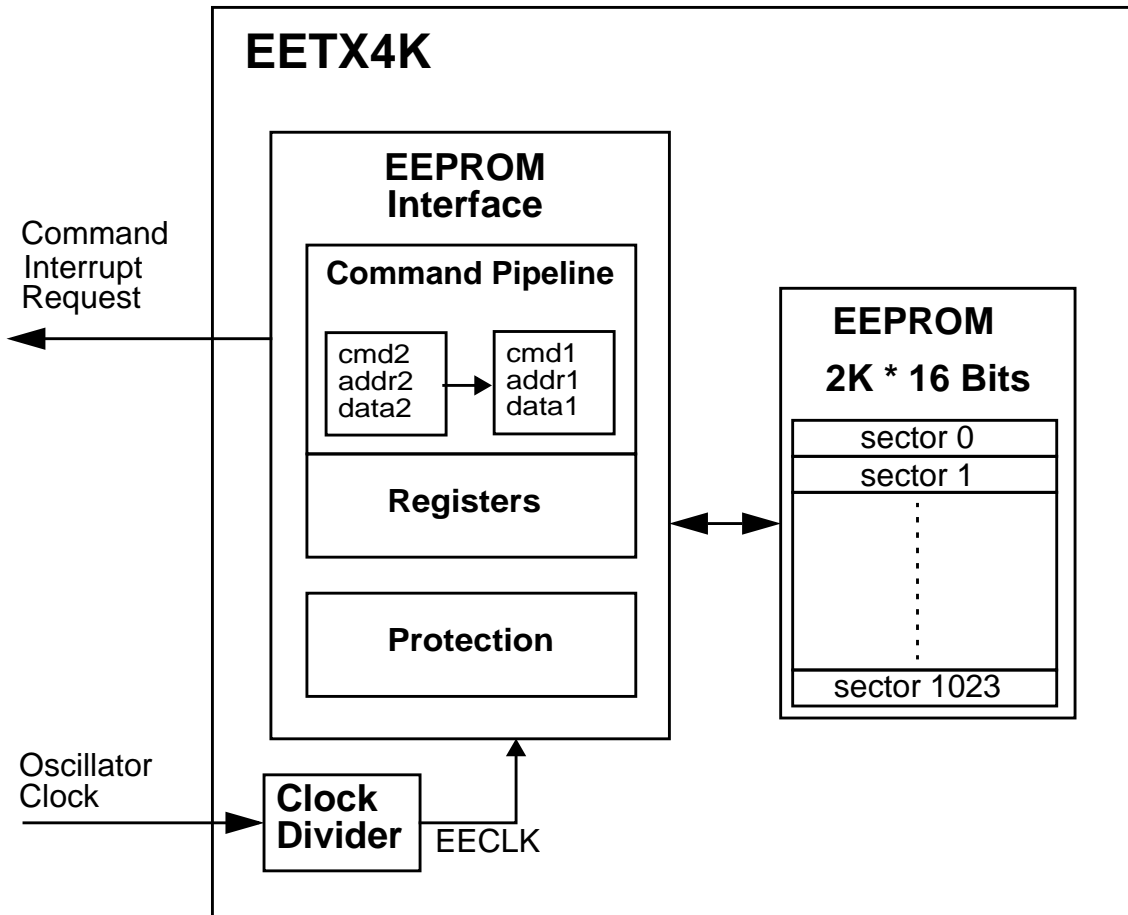 EETX4K
EEPROM
Interface
Command
Interrupt
Request
Command Pipeline
cmd2
addr2
data2
cmd1
addr1
data1
EEPROM
2K * 16 Bits
sector 0
sector 1
Registers
Protection
sector 1023
Oscillator
Clock
Clock
Divider
EECLK